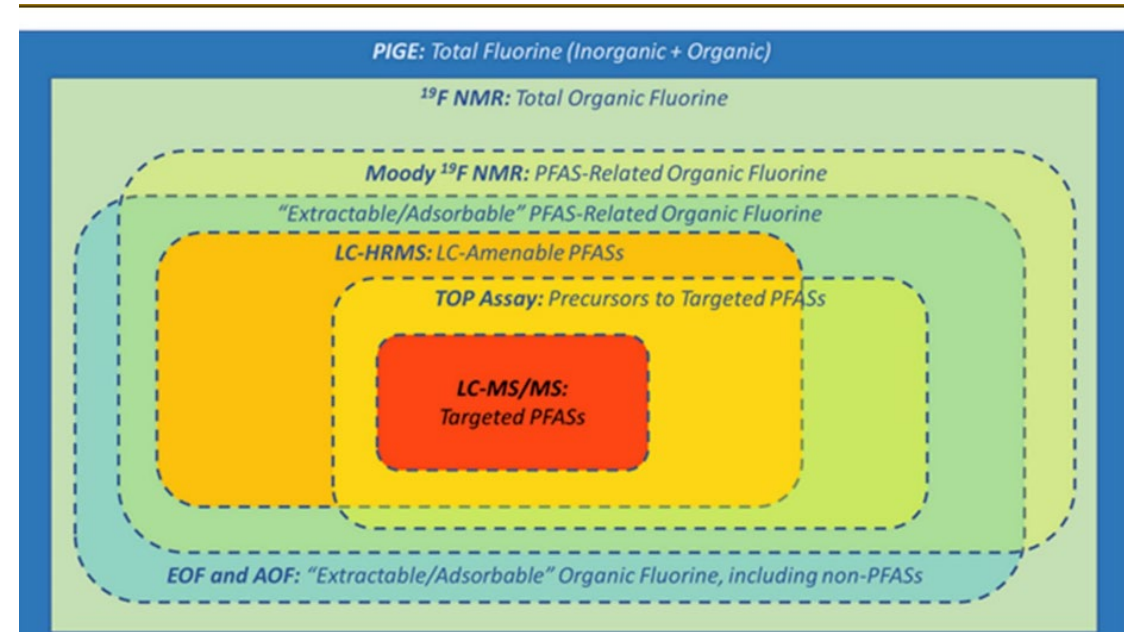 PIGE: Total Fluorine (Inorganic + Organic)
¹⁹F NMR: Total Organic Fluorine
Moody ¹⁹F NMR: PFAS-Related Organic Fluorine
“Extractable/Adsorbable” PFAS-Related Organic Fluorine
LC-HRMS: LC-Amenable PFASs
TOP Assay: Precursors to Targeted PFASs
LC-MS/MS:
Targeted PFASs
EOF and AOF: “Extractable/Adsorbable” Organic Fluorine, including non-PFASs